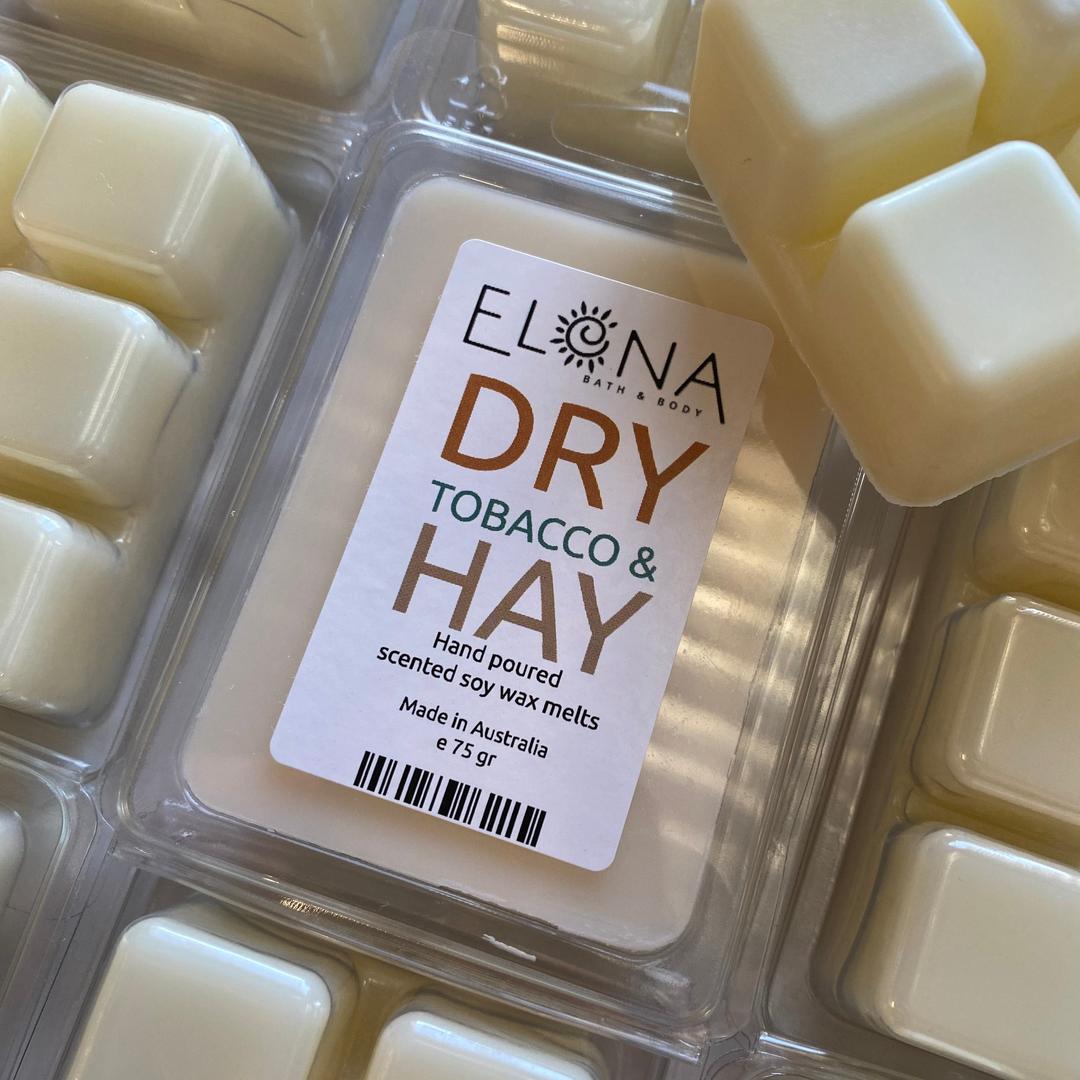 ELONA
BATH & BODY
DRY
TOBACCO &
HAY
Hand poured
scented soy wax melts
Made in Australia
e 75 gr